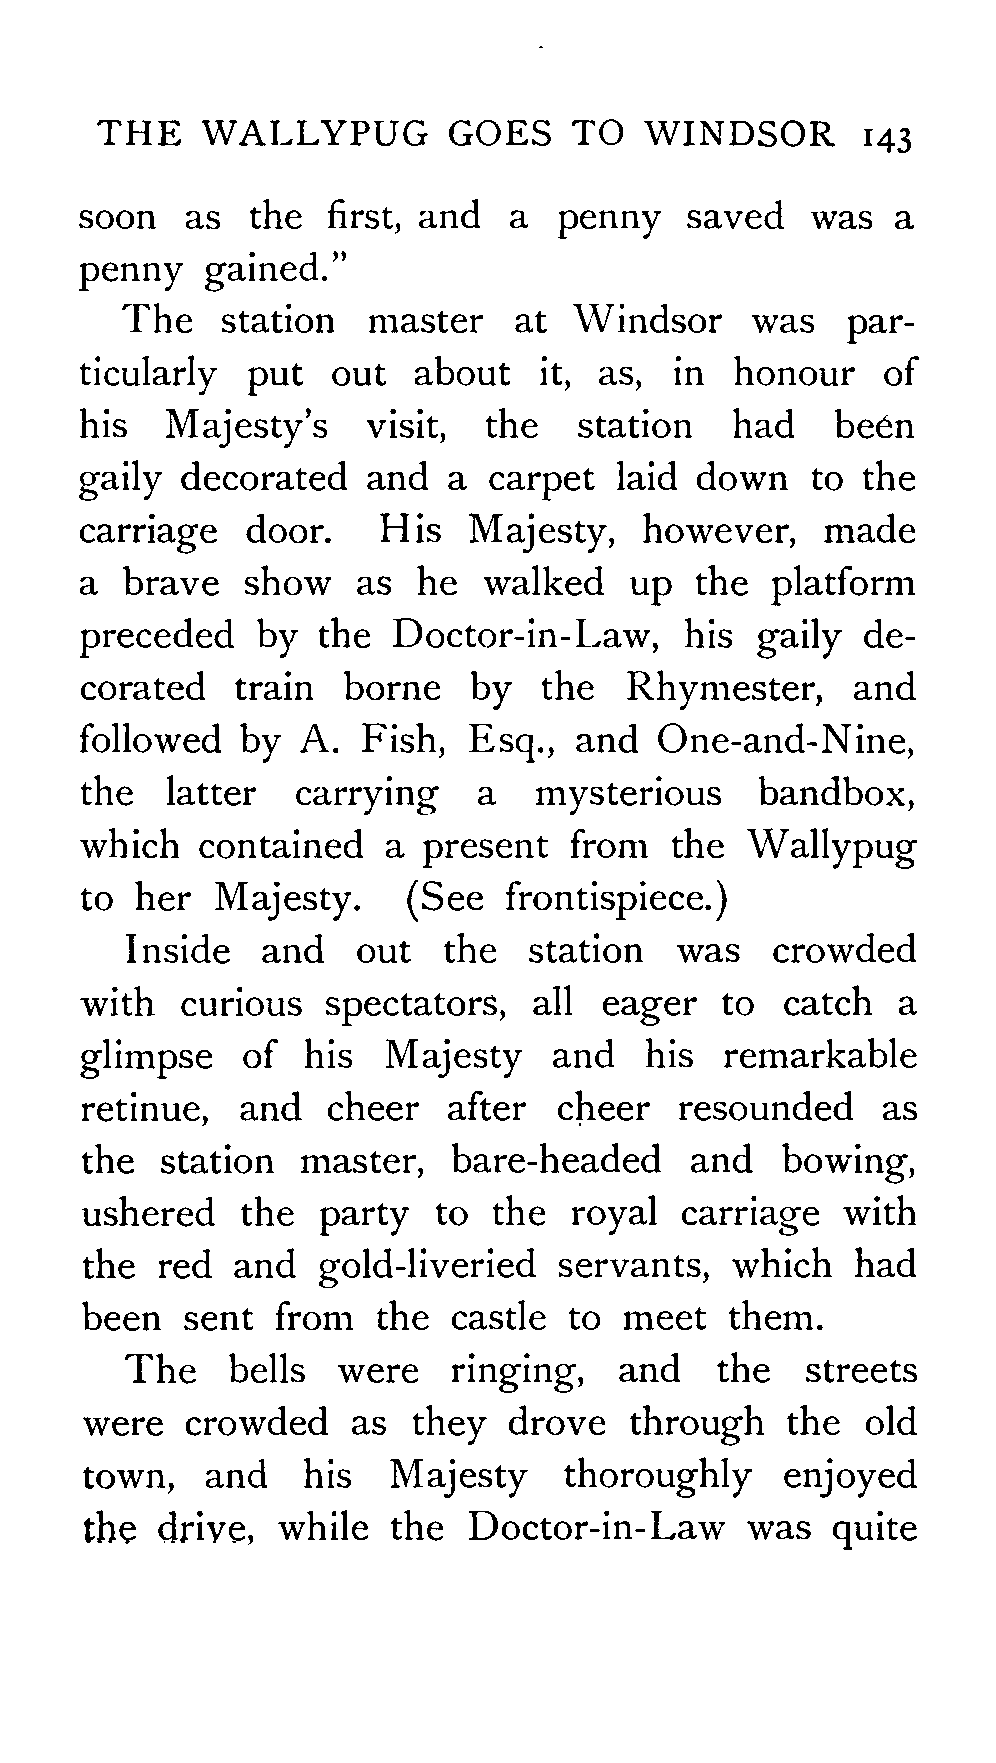 THE WALLYPUG GOES TO WINDSOR 143
soon as the first, and a penny saved was a
penny gained."
The station master at Windsor was par-
ticularly put out about it, as, in honour of
his Majesty's visit, the station had been
gaily decorated and a carpet laid down to the
carriage door. His Majesty, however, made
a brave show as he walked up the platform
preceded by the Doctor-in-Law, his gaily de-
corated train borne by the Rhymester, and
followed by A. Fish, Esq., and One-and-Nine,
the latter carrying a mysterious bandbox,
which contained a present from the Wallypug
to her Majesty. (See frontispiece.)
Inside and out the station was crowded
with curious spectators, all eager to catch a
glimpse of his Majesty and his remarkable
retinue, and cheer after cheer resounded as
the station master, bare-headed and bowing,
ushered the party to the royal carriage with
the red and gold-liveried servants, which had
been sent from the castle to meet them.
The bells were ringing, and the streets
were crowded as they drove through the old
town, and his Majesty thoroughly enjoyed
the drive, while the Doctor-in-Law was quite